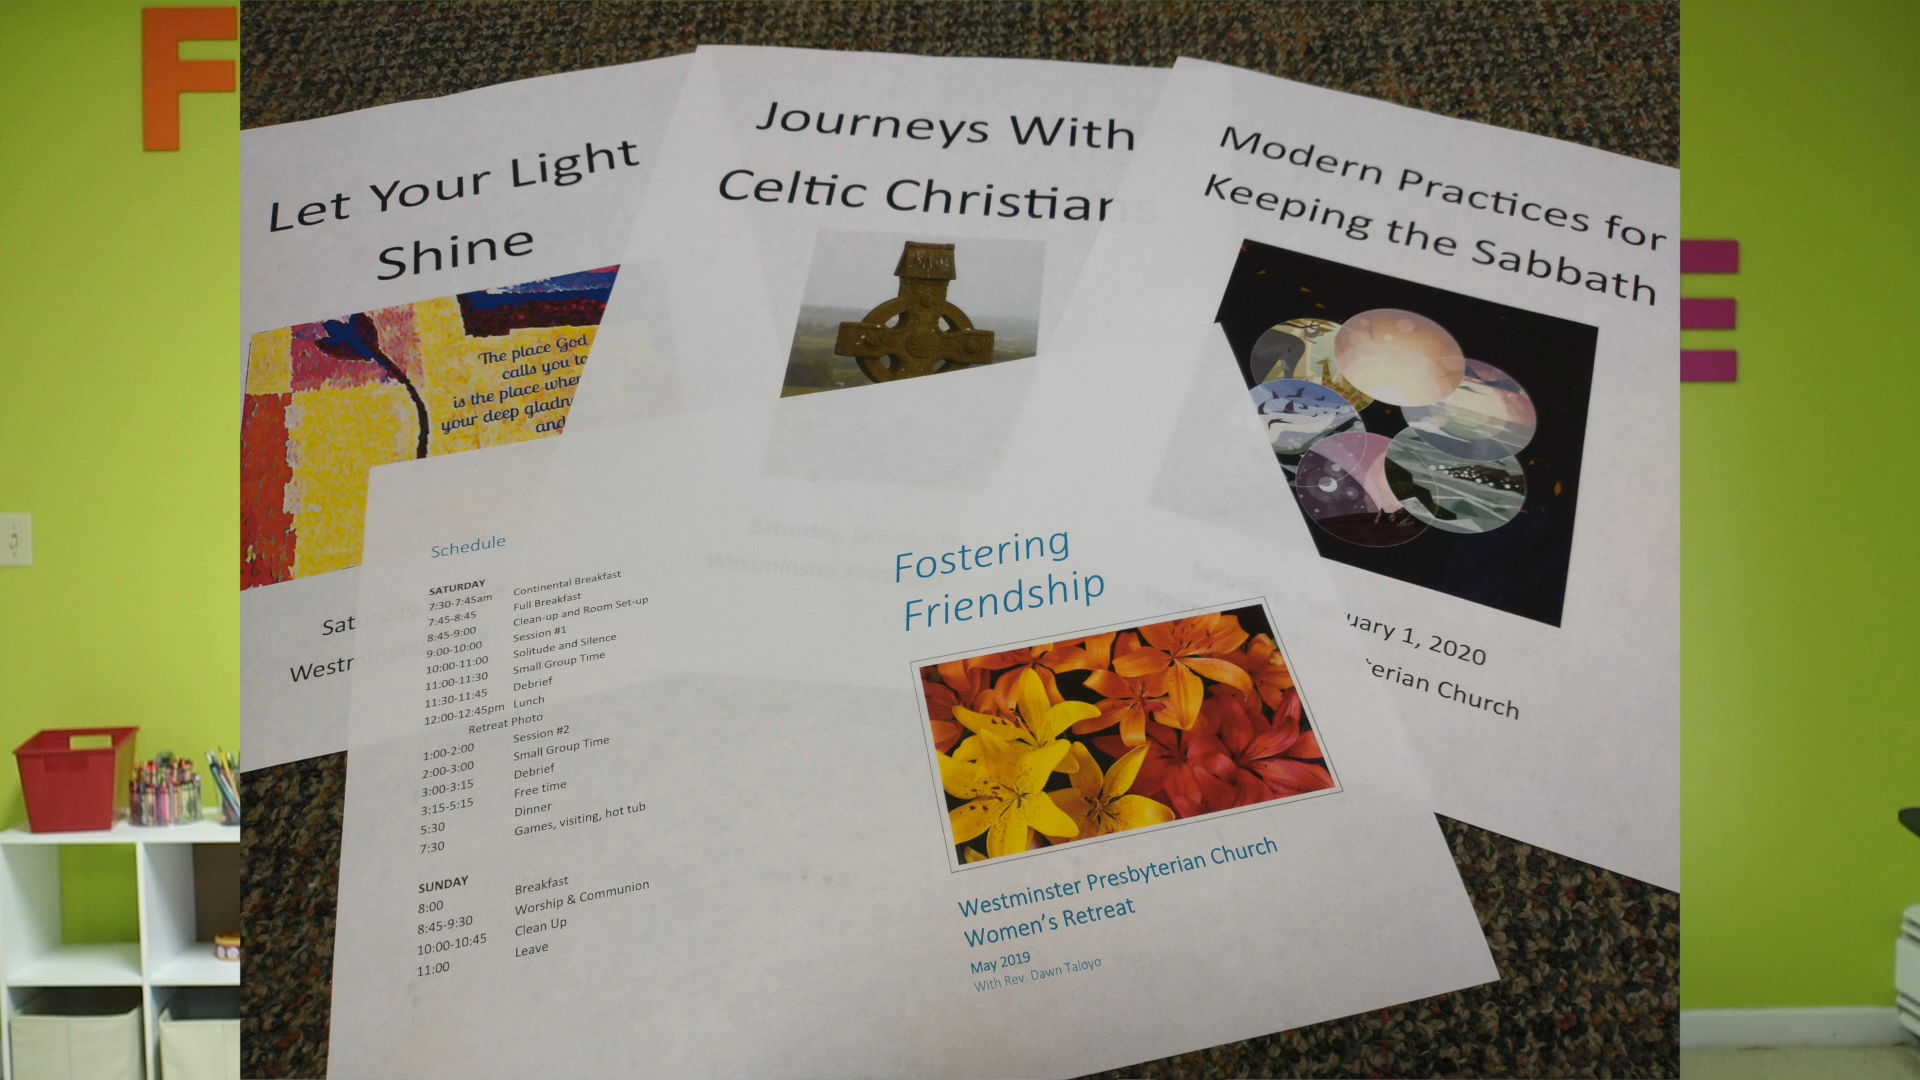 F
E
Let Your Light
Shine
The place God
calls you to
is the place wher
your deep gladn
and
Sat
Westr
Journeys With
Celtic Christians
Modern Practices for
Keeping the Sabbath
uary 1, 2020
erian Church
Schedule
SATURDAY
7:30-7:45am Continental Breakfast
7:45-8:45 Full Breakfast
8:45-9:00 Clean-up and Room Set-up
9:00-10:00 Session #1
10:00-11:00 Solitude and Silence
11:00-11:30 Small Group Time
11:30-11:45 Debrief
12:00-12:45pm Lunch
Retreat Photo
1:00-2:00 Session #2
2:00-3:00 Small Group Time
3:00-3:15 Debrief
3:15-5:15 Free time
5:30 Dinner
7:30 Games, visiting, hot tub
SUNDAY
8:00 Breakfast
8:45-9:30 Worship & Communion
10:00-10:45 Clean Up
11:00 Leave
Fostering
Friendship
Westminster Presbyterian Church
Women's Retreat
May 2019
With Rev. Dawn Taloyo